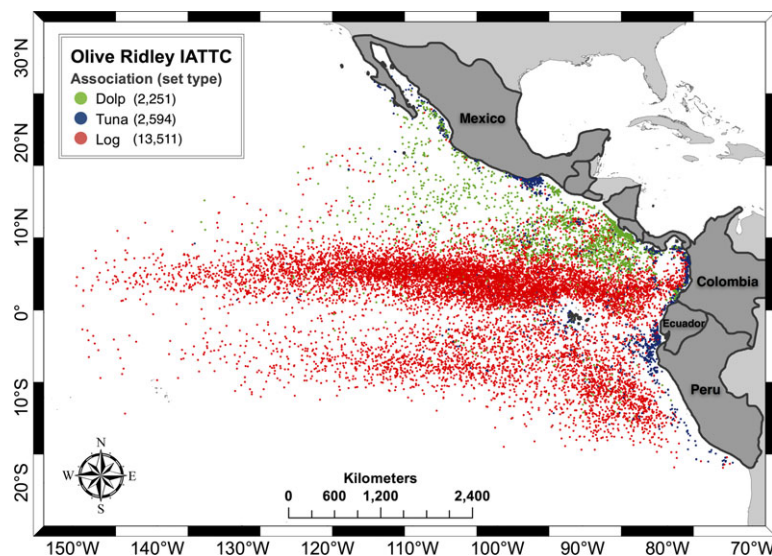 Olive Ridley IATTC
Association (set type)
Dolp (2,251)
Tuna (2,594)
Log (13,511)
Mexico
Colombia
Ecuador
Peru
30°N
20°N
10°N
0°
10°S
20°S
N
W E
S
Kilometers
0 600 1,200 2,400
150°W 140°W 130°W 120°W 110°W 100°W 90°W 80°W 70°W